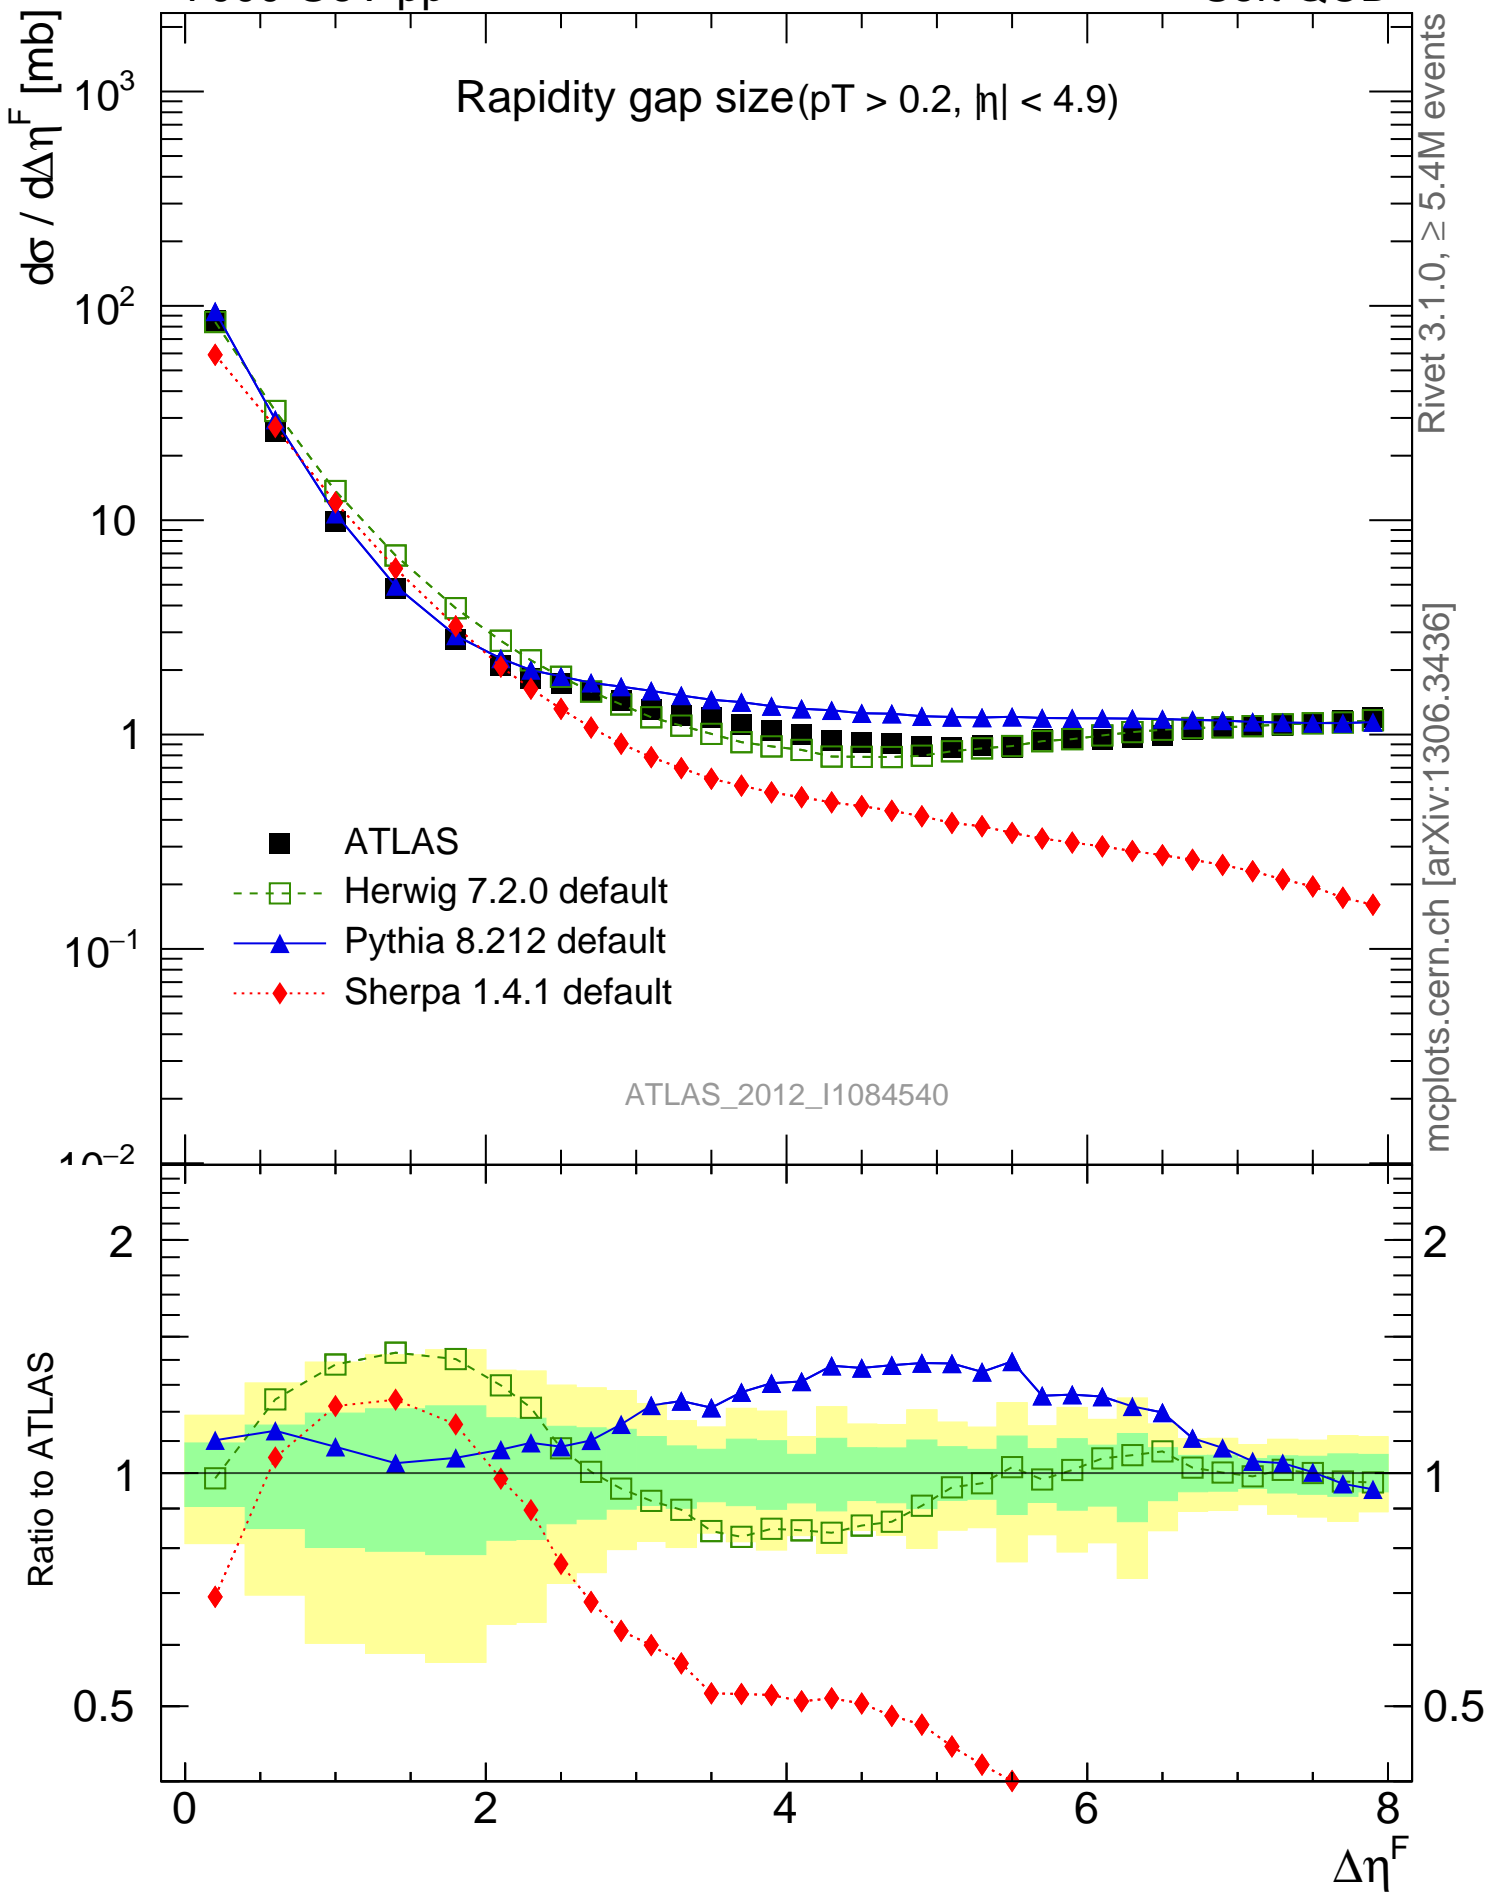 dσ / dΔη^F [mb]
Rapidity gap size (pT > 0.2, |η| < 4.9)
10^3
10^2
10
1
10^−1
10^−2
ATLAS
Herwig 7.2.0 default
Pythia 8.212 default
Sherpa 1.4.1 default
ATLAS_2012_I1084540
Rivet 3.1.0, ≥ 5.4M events
mcplots.cern.ch [arXiv:1306.3436]
Ratio to ATLAS
2
1
0.5
2
1
0.5
0 2 4 6 8
Δη^F